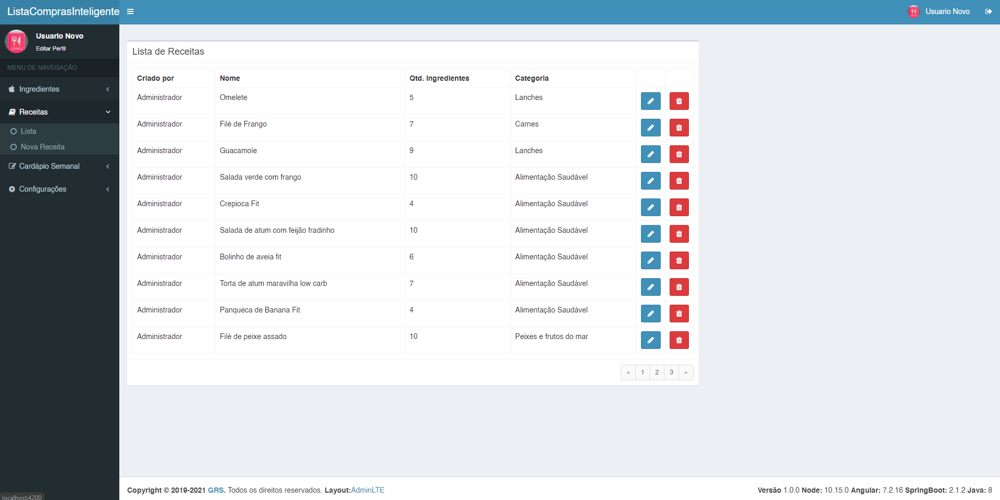 ListaComprasInteligente
Usuario Novo
Usuario Novo
Editar Perfil
MENU DE NAVEGAÇÃO
Ingredientes
Receitas
Lista
Nova Receita
Cardápio Semanal
Configurações
Lista de Receitas
Criado por Nome Qtd. Ingredientes Categoria
Administrador Omelete 5 Lanches
Administrador Filé de Frango 7 Carnes
Administrador Guacamole 9 Lanches
Administrador Salada verde com frango 10 Alimentação Saudável
Administrador Crepioca Fit 4 Alimentação Saudável
Administrador Salada de atum com feijão fradinho 10 Alimentação Saudável
Administrador Bolinho de aveia fit 6 Alimentação Saudável
Administrador Torta de atum maravilha low carb 7 Alimentação Saudável
Administrador Panqueca de Banana Fit 4 Alimentação Saudável
Administrador Filé de peixe assado 10 Peixes e frutos do mar
« 1 2 3 »
Copyright © 2019-2021 GRS. Todos os direitos reservados. Layout:AdminLTE
Versão 1.0.0 Node: 10.15.0 Angular: 7.2.16 SpringBoot: 2.1.2 Java: 8
localhost:4200